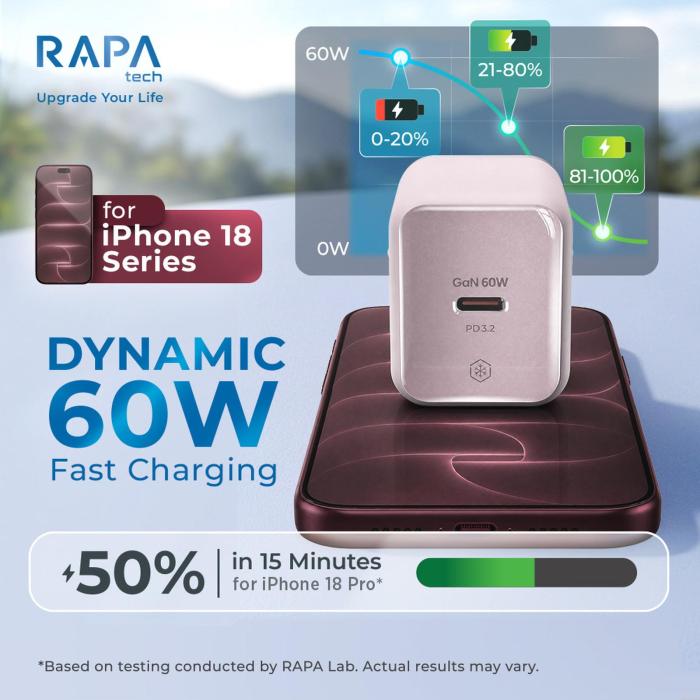 RAPA
tech
Upgrade Your Life
60W
21-80%
0-20%
81-100%
0W
for
iPhone 18
Series
GaN 60W
PD3.2
DYNAMIC
60W
Fast Charging
50%
in 15 Minutes
for iPhone 18 Pro*
*Based on testing conducted by RAPA Lab. Actual results may vary.